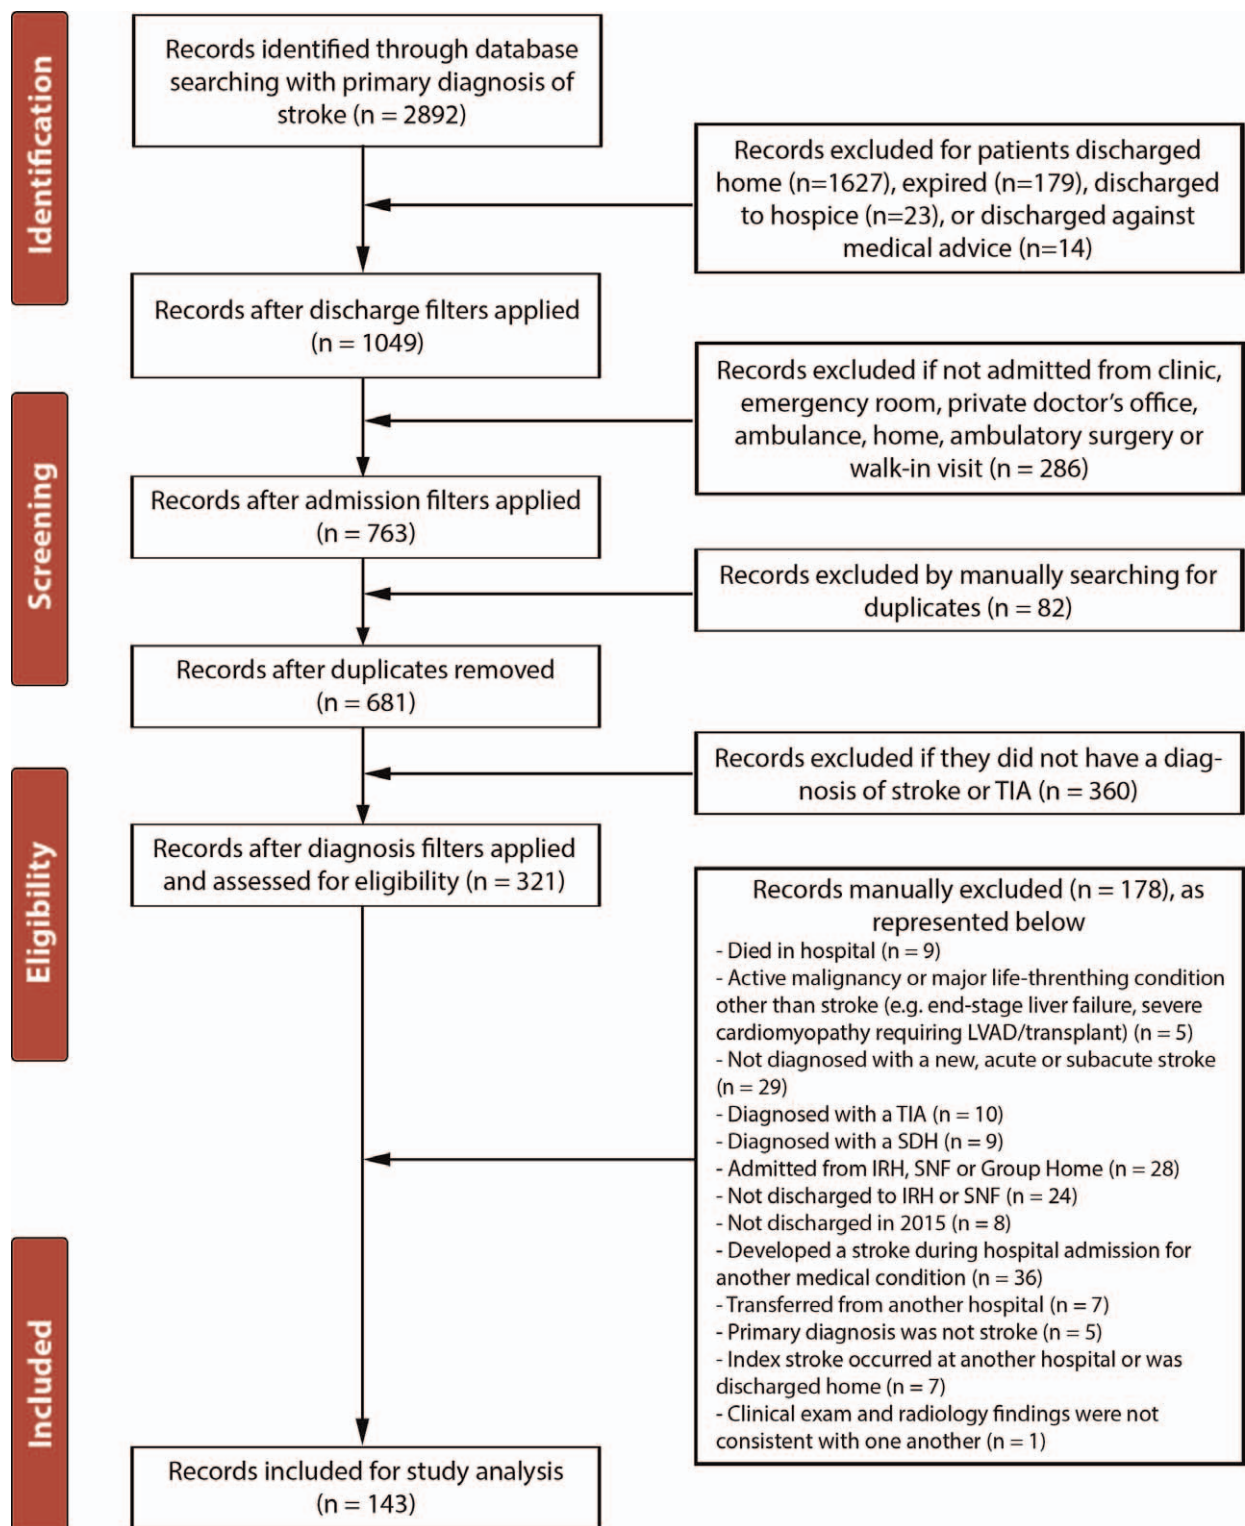 Identification
Records identified through database
searching with primary diagnosis of
stroke (n = 2892)
Records excluded for patients discharged
home (n=1627), expired (n=179), discharged
to hospice (n=23), or discharged against
medical advice (n=14)
Records after discharge filters applied
(n = 1049)
Screening
Records excluded if not admitted from clinic,
emergency room, private doctor's office,
ambulance, home, ambulatory surgery or
walk-in visit (n = 286)
Records after admission filters applied
(n = 763)
Records excluded by manually searching for
duplicates (n = 82)
Records after duplicates removed
(n = 681)
Eligibility
Records excluded if they did not have a diag-
nosis of stroke or TIA (n = 360)
Records after diagnosis filters applied
and assessed for eligibility (n = 321)
Records manually excluded (n = 178), as
represented below
- Died in hospital (n = 9)
- Active malignancy or major life-threnthing condition
other than stroke (e.g. end-stage liver failure, severe
cardiomyopathy requiring LVAD/transplant) (n = 5)
- Not diagnosed with a new, acute or subacute stroke
(n = 29)
- Diagnosed with a TIA (n = 10)
- Diagnosed with a SDH (n = 9)
- Admitted from IRH, SNF or Group Home (n = 28)
- Not discharged to IRH or SNF (n = 24)
- Not discharged in 2015 (n = 8)
- Developed a stroke during hospital admission for
another medical condition (n = 36)
- Transferred from another hospital (n = 7)
- Primary diagnosis was not stroke (n = 5)
- Index stroke occurred at another hospital or was
discharged home (n = 7)
- Clinical exam and radiology findings were not
consistent with one another (n = 1)
Included
Records included for study analysis
(n = 143)